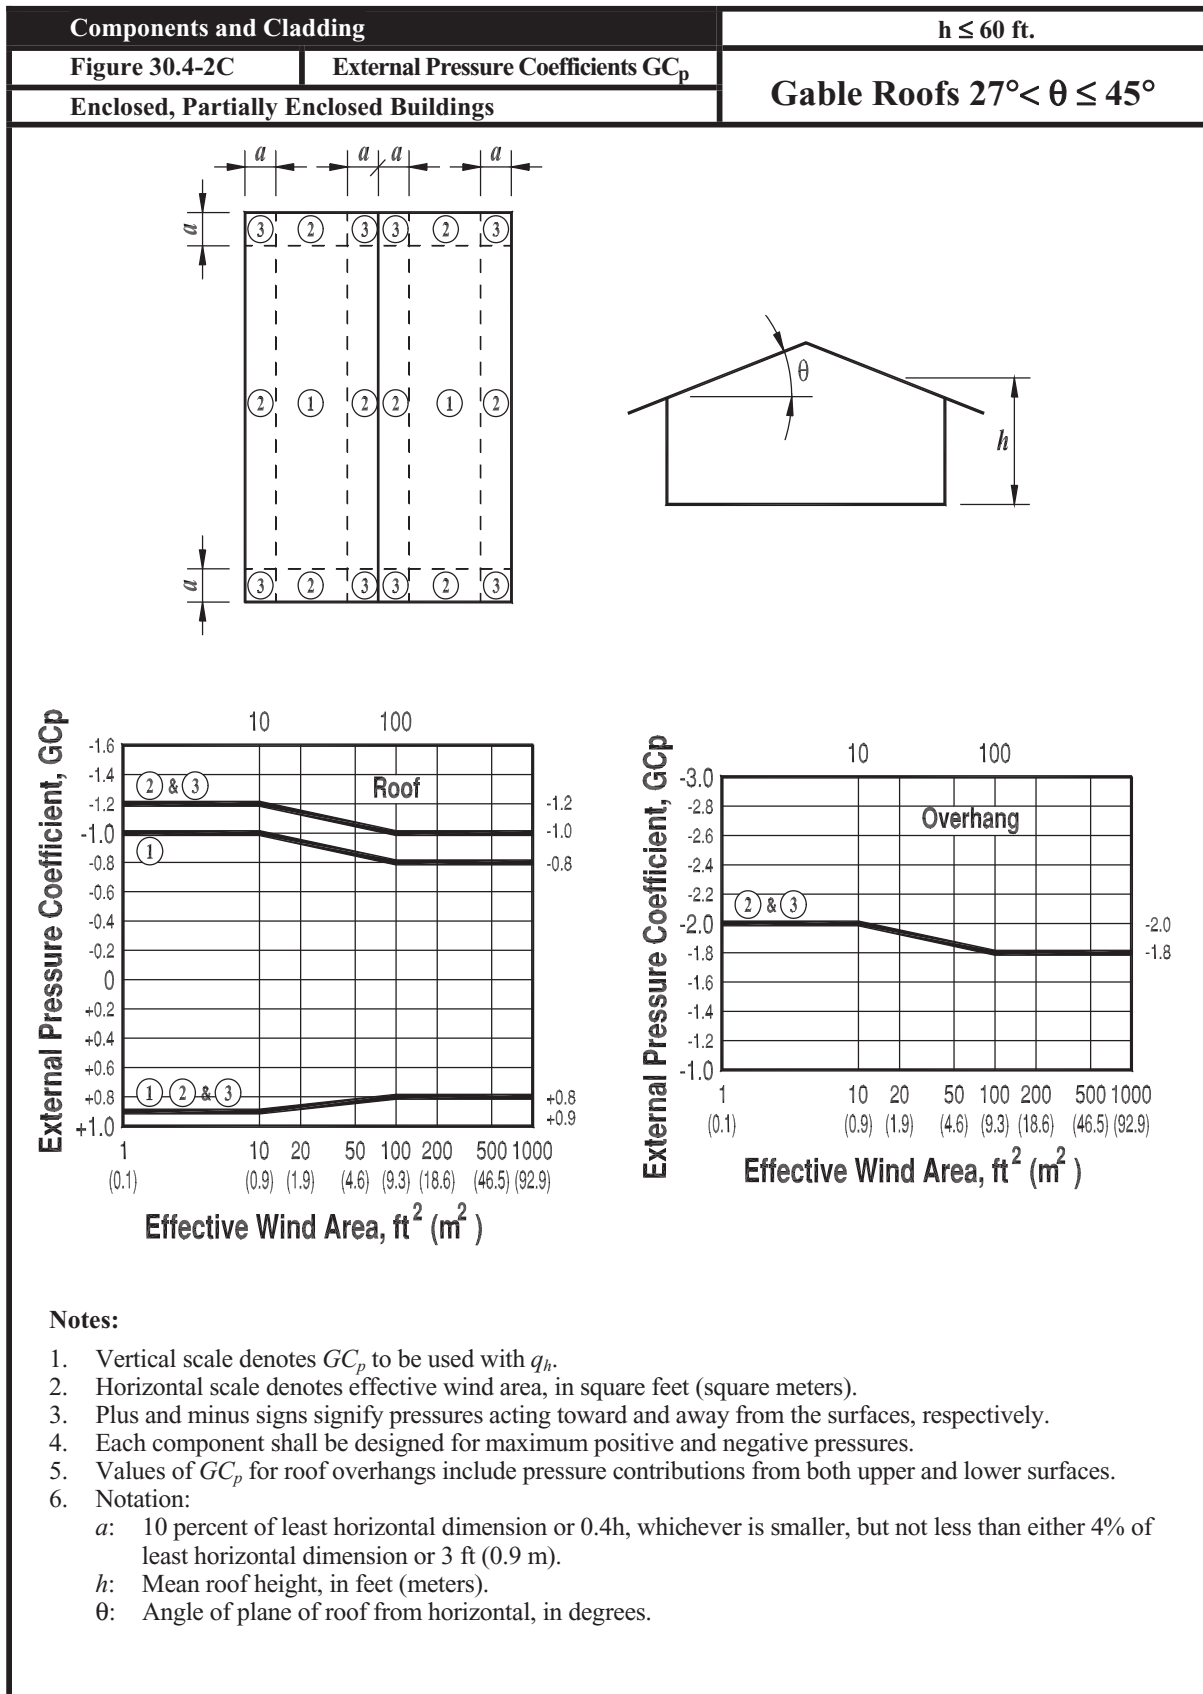 Components and Cladding
h ≤ 60 ft.
Figure 30.4-2C
External Pressure Coefficients GCp
Gable Roofs 27°< θ ≤ 45°
Enclosed, Partially Enclosed Buildings
a a a a
a
3 2 3 3 2 3
2 1 2 2 1 2
a
3 2 3 3 2 3
θ
h
External Pressure Coefficient, GCp
10 100
-1.6
-1.4
-1.2
-1.0
-0.8
-0.6
-0.4
-0.2
0
+0.2
+0.4
+0.6
+0.8
+1.0
2 & 3
Roof
1
1 2 & 3
-1.2
-1.0
-0.8
+0.8
+0.9
1 10 20 50 100 200 500 1000
(0.1) (0.9) (1.9) (4.6) (9.3) (18.6) (46.5) (92.9)
Effective Wind Area, ft2 (m2)
External Pressure Coefficient, GCp
10 100
-3.0
-2.8
-2.6
-2.4
-2.2
-2.0
-1.8
-1.6
-1.4
-1.2
-1.0
Overhang
2 & 3
-2.0
-1.8
1 10 20 50 100 200 500 1000
(0.1) (0.9) (1.9) (4.6) (9.3) (18.6) (46.5) (92.9)
Effective Wind Area, ft2 (m2)
Notes:
1. Vertical scale denotes GCp to be used with qh.
2. Horizontal scale denotes effective wind area, in square feet (square meters).
3. Plus and minus signs signify pressures acting toward and away from the surfaces, respectively.
4. Each component shall be designed for maximum positive and negative pressures.
5. Values of GCp for roof overhangs include pressure contributions from both upper and lower surfaces.
6. Notation:
a: 10 percent of least horizontal dimension or 0.4h, whichever is smaller, but not less than either 4% of
least horizontal dimension or 3 ft (0.9 m).
h: Mean roof height, in feet (meters).
θ: Angle of plane of roof from horizontal, in degrees.